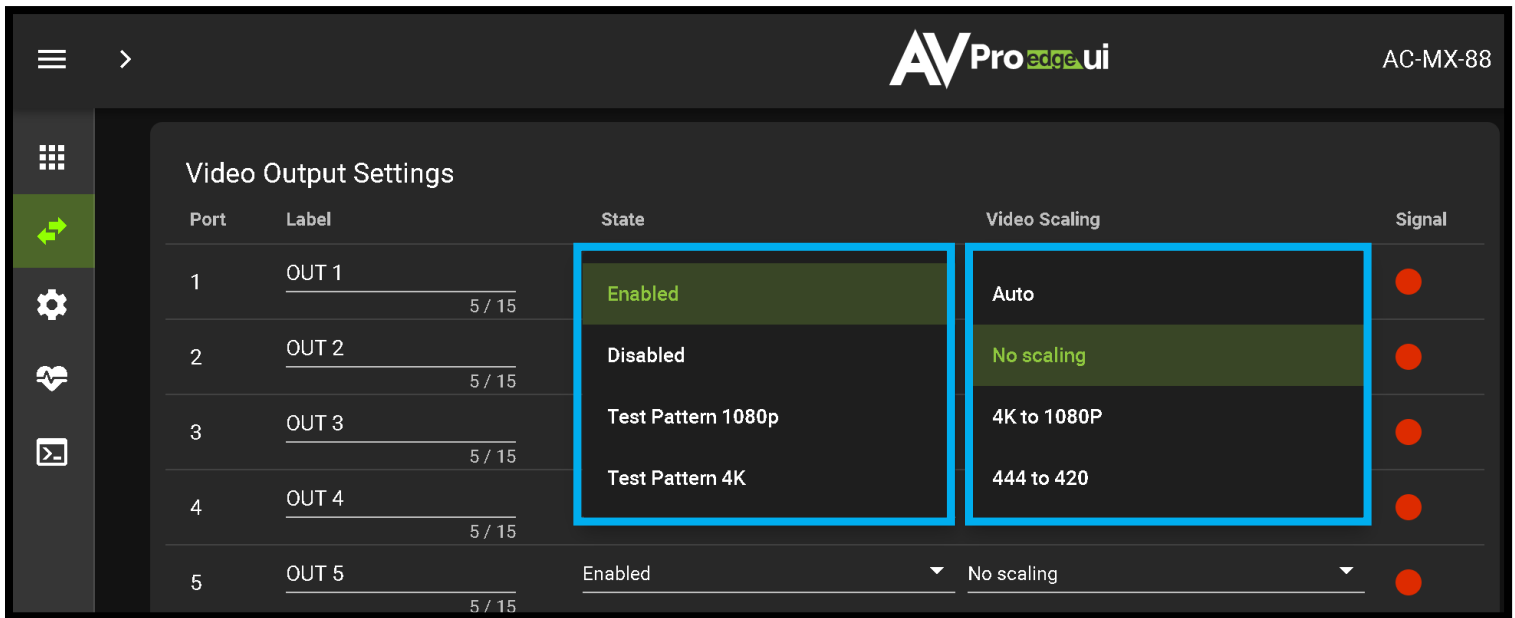 AVPro edge.ui
AC-MX-88
Video Output Settings
Port Label State Video Scaling Signal
1 OUT 1
5 / 15
2 OUT 2
5 / 15
3 OUT 3
5 / 15
4 OUT 4
5 / 15
Enabled
Disabled
Test Pattern 1080p
Test Pattern 4K
Auto
No scaling
4K to 1080P
444 to 420
5 OUT 5 Enabled No scaling
5 / 15